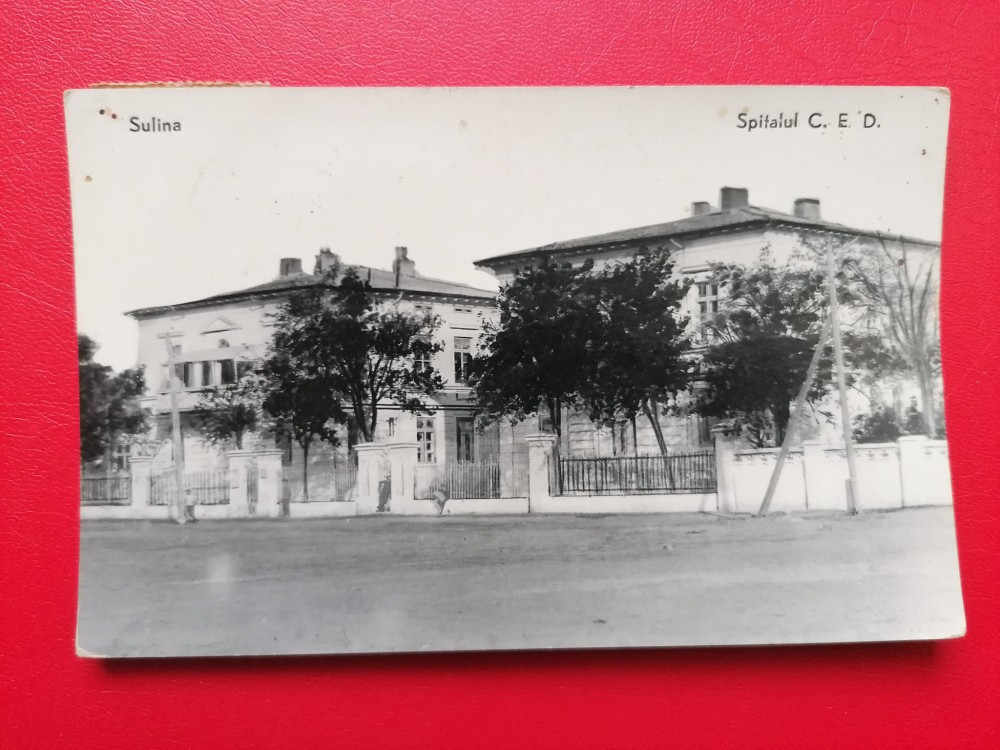 Sulina
Spitalul C. E. D.